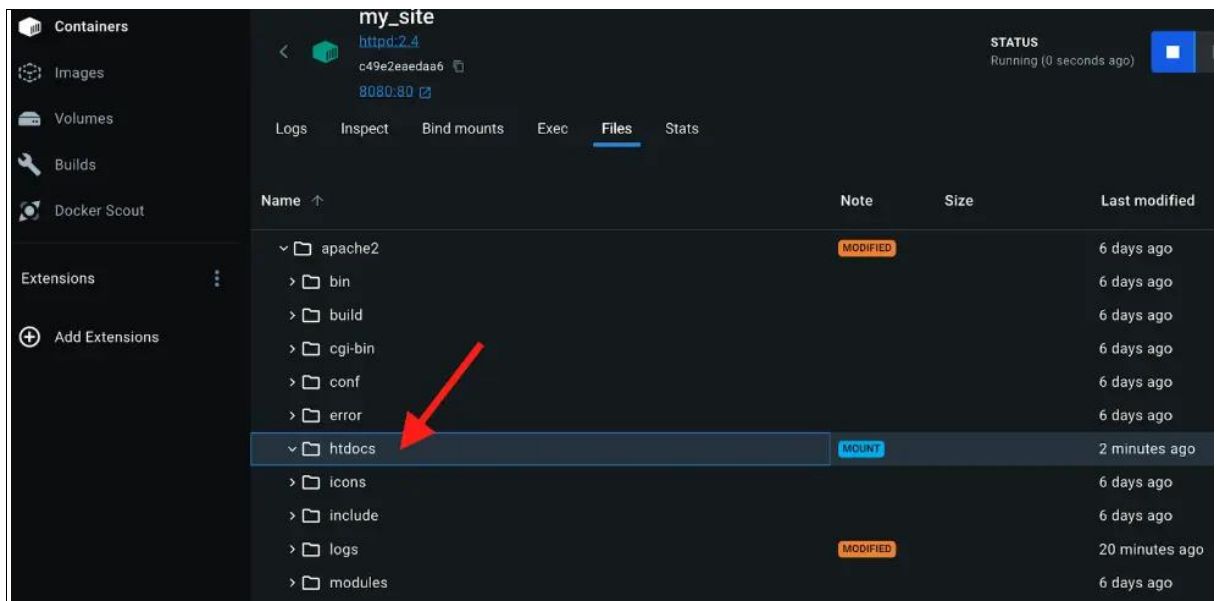 Containers
Images
Volumes
Builds
Docker Scout
Extensions
Add Extensions
my_site
httpd:2.4
c49e2eaedaa6
8080:80
STATUS
Running (0 seconds ago)
Logs Inspect Bind mounts Exec Files Stats
Name Note Size Last modified
apache2 MODIFIED 6 days ago
bin 6 days ago
build 6 days ago
cgi-bin 6 days ago
conf 6 days ago
error 6 days ago
htdocs MOUNT 2 minutes ago
icons 6 days ago
include 6 days ago
logs MODIFIED 20 minutes ago
modules 6 days ago